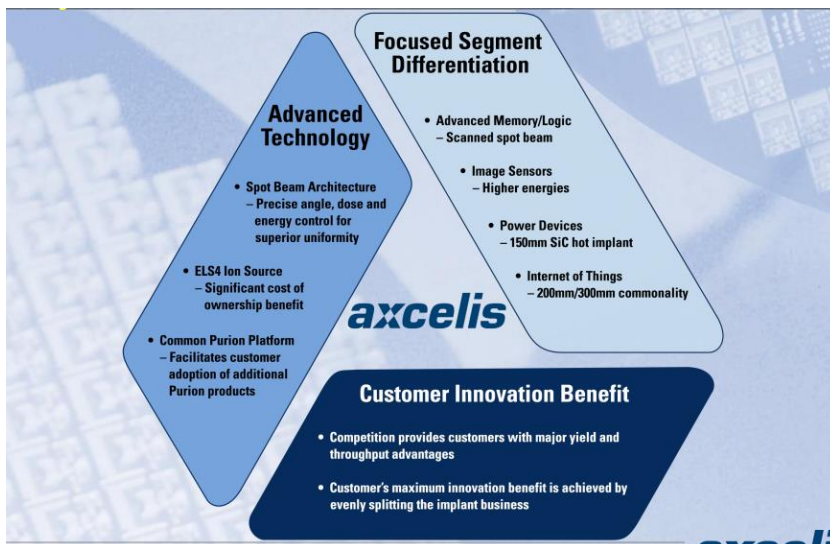 Focused Segment
Differentiation
• Advanced Memory/Logic
– Scanned spot beam
• Image Sensors
– Higher energies
• Power Devices
– 150mm SiC hot implant
• Internet of Things
– 200mm/300mm commonality
Advanced
Technology
• Spot Beam Architecture
– Precise angle, dose and
energy control for
superior uniformity
• ELS4 Ion Source
– Significant cost of
ownership benefit
• Common Purion Platform
– Facilitates customer
adoption of additional
Purion products
axcelis
Customer Innovation Benefit
• Competition provides customers with major yield and
throughput advantages
• Customer's maximum innovation benefit is achieved by
evenly splitting the implant business